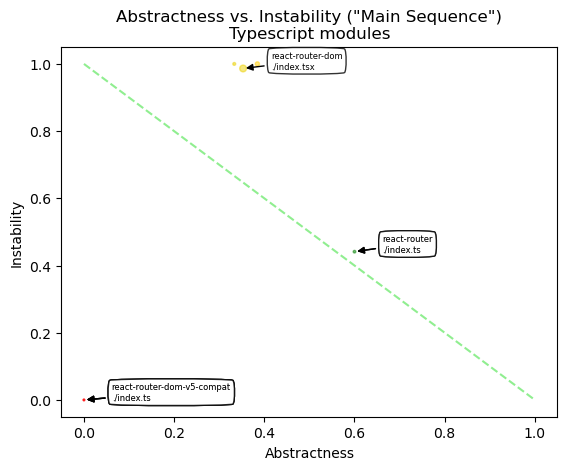 Abstractness vs. Instability ("Main Sequence")
Typescript modules
1.0
0.8
0.6
0.4
0.2
0.0
Instability
react-router-dom
./index.tsx
react-router
./index.ts
react-router-dom-v5-compat
./index.ts
0.0
0.2
0.4
0.6
0.8
1.0
Abstractness